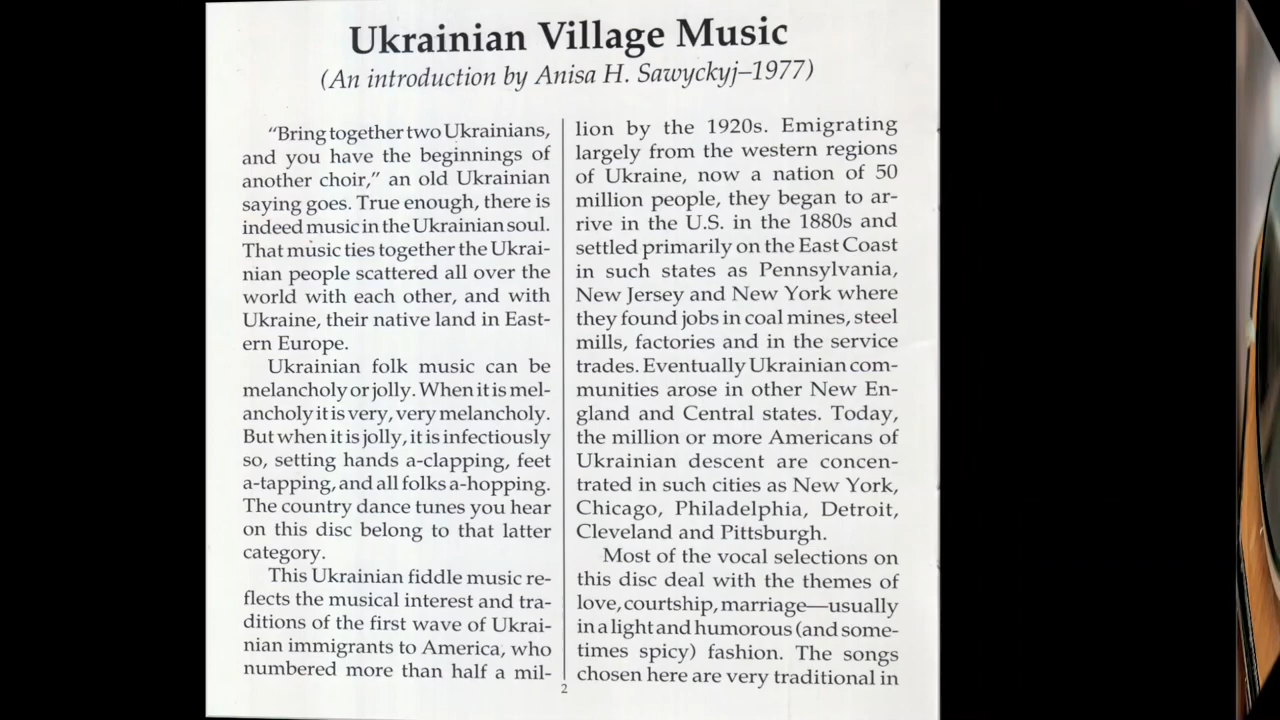 Ukrainian Village Music
(An introduction by Anisa H. Sawyckyj–1977)
“Bring together two Ukrainians,
and you have the beginnings of
another choir,” an old Ukrainian
saying goes. True enough, there is
indeed music in the Ukrainian soul.
That music ties together the Ukrai-
nian people scattered all over the
world with each other, and with
Ukraine, their native land in East-
ern Europe.
Ukrainian folk music can be
melancholy or jolly. When it is mel-
ancholy it is very, very melancholy.
But when it is jolly, it is infectiously
so, setting hands a-clapping, feet
a-tapping, and all folks a-hopping.
The country dance tunes you hear
on this disc belong to that latter
category.
This Ukrainian fiddle music re-
flects the musical interest and tra-
ditions of the first wave of Ukrai-
nian immigrants to America, who
numbered more than half a mil-
lion by the 1920s. Emigrating
largely from the western regions
of Ukraine, now a nation of 50
million people, they began to ar-
rive in the U.S. in the 1880s and
settled primarily on the East Coast
in such states as Pennsylvania,
New Jersey and New York where
they found jobs in coal mines, steel
mills, factories and in the service
trades. Eventually Ukrainian com-
munities arose in other New En-
gland and Central states. Today,
the million or more Americans of
Ukrainian descent are concen-
trated in such cities as New York,
Chicago, Philadelphia, Detroit,
Cleveland and Pittsburgh.
Most of the vocal selections on
this disc deal with the themes of
love, courtship, marriage—usually
in a light and humorous (and some-
times spicy) fashion. The songs
chosen here are very traditional in
2